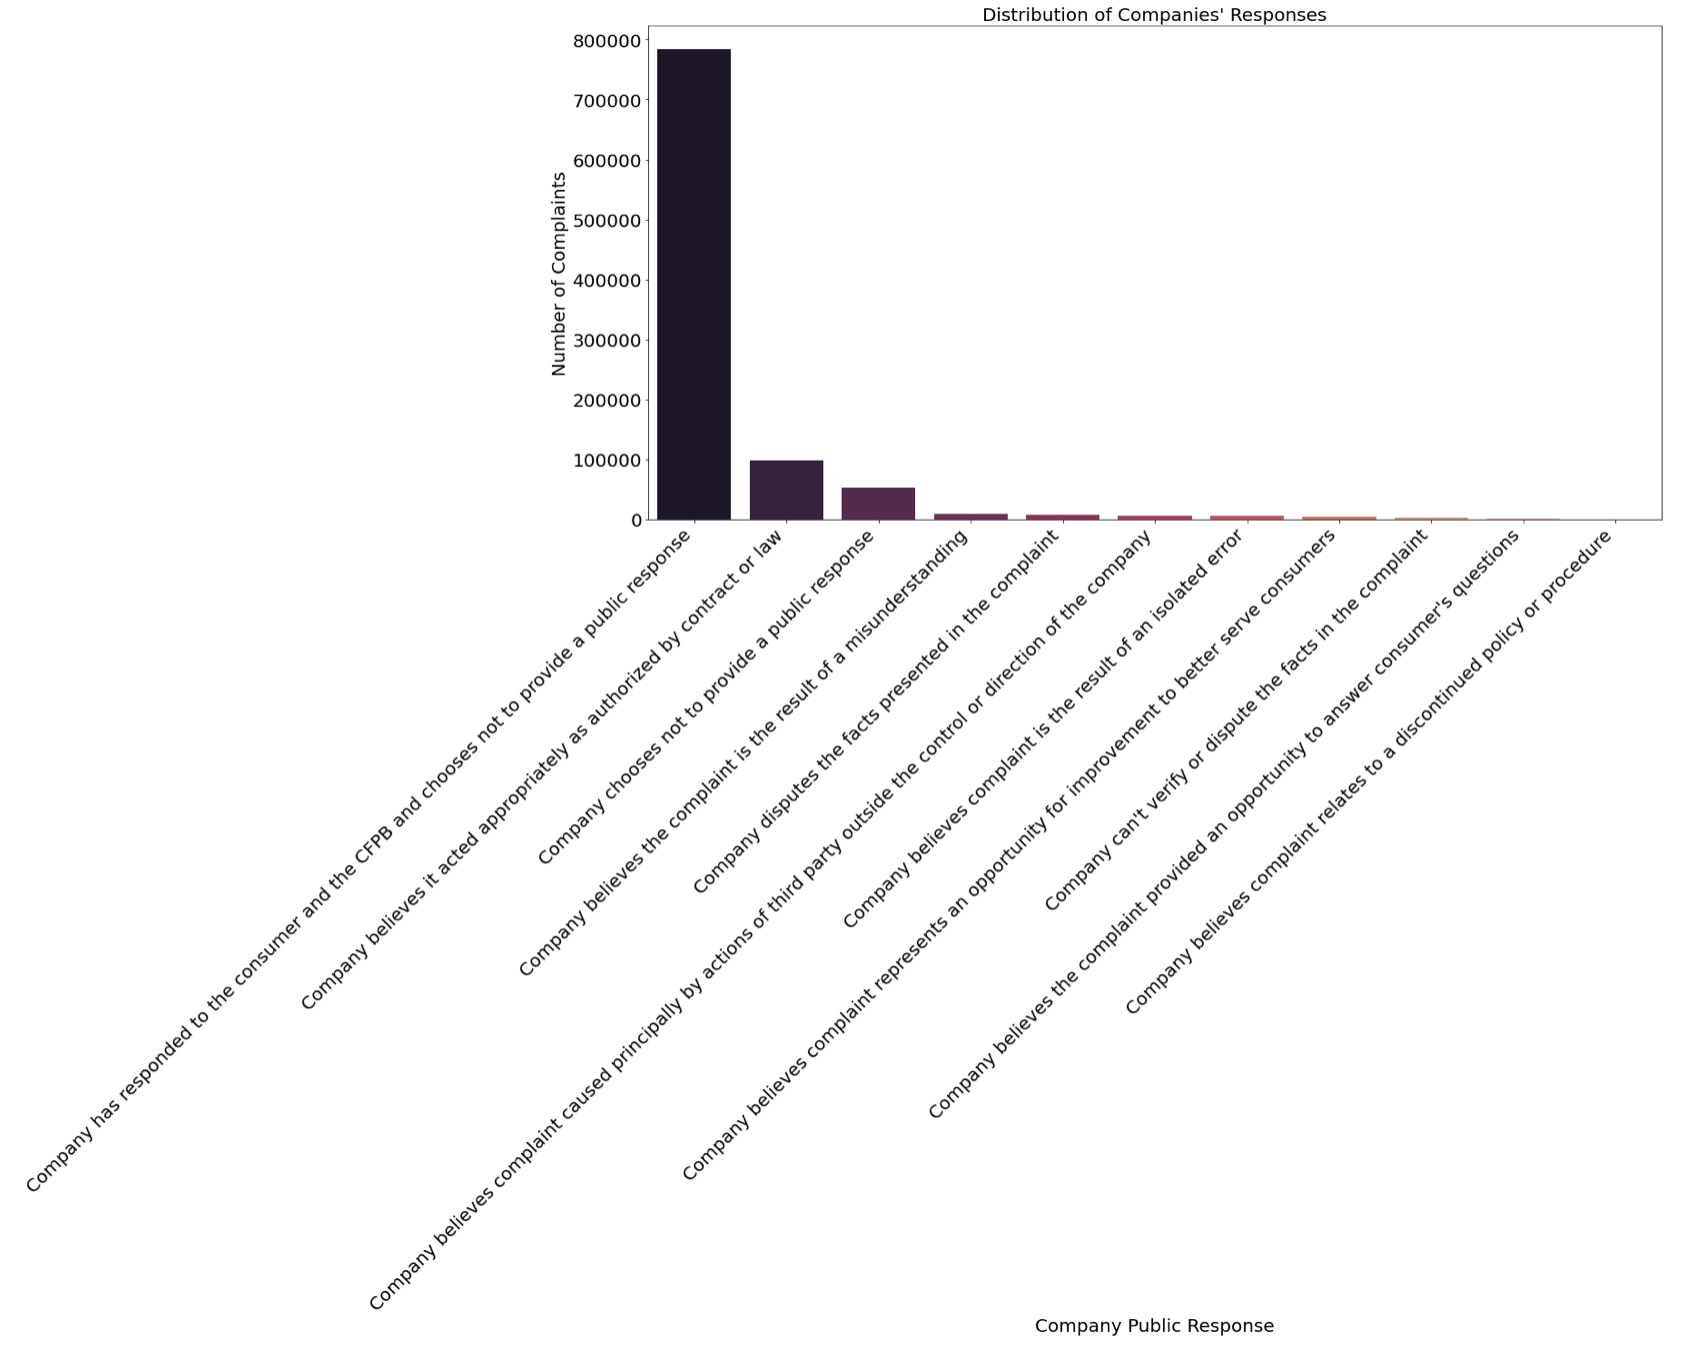 Distribution of Companies' Responses
Number of Complaints
800000
700000
600000
500000
400000
300000
200000
100000
0
Company has responded to the consumer and the CFPB and chooses not to provide a public response
Company believes it acted appropriately as authorized by contract or law
Company chooses not to provide a public response
Company believes the complaint is the result of a misunderstanding
Company disputes the facts presented in the complaint
Company believes complaint caused principally by actions of third party outside the control or direction of the company
Company believes complaint is the result of an isolated error
Company believes complaint represents an opportunity for improvement to better serve consumers
Company can't verify or dispute the facts in the complaint
Company believes the complaint provided an opportunity to answer consumer's questions
Company believes complaint relates to a discontinued policy or procedure
Company Public Response